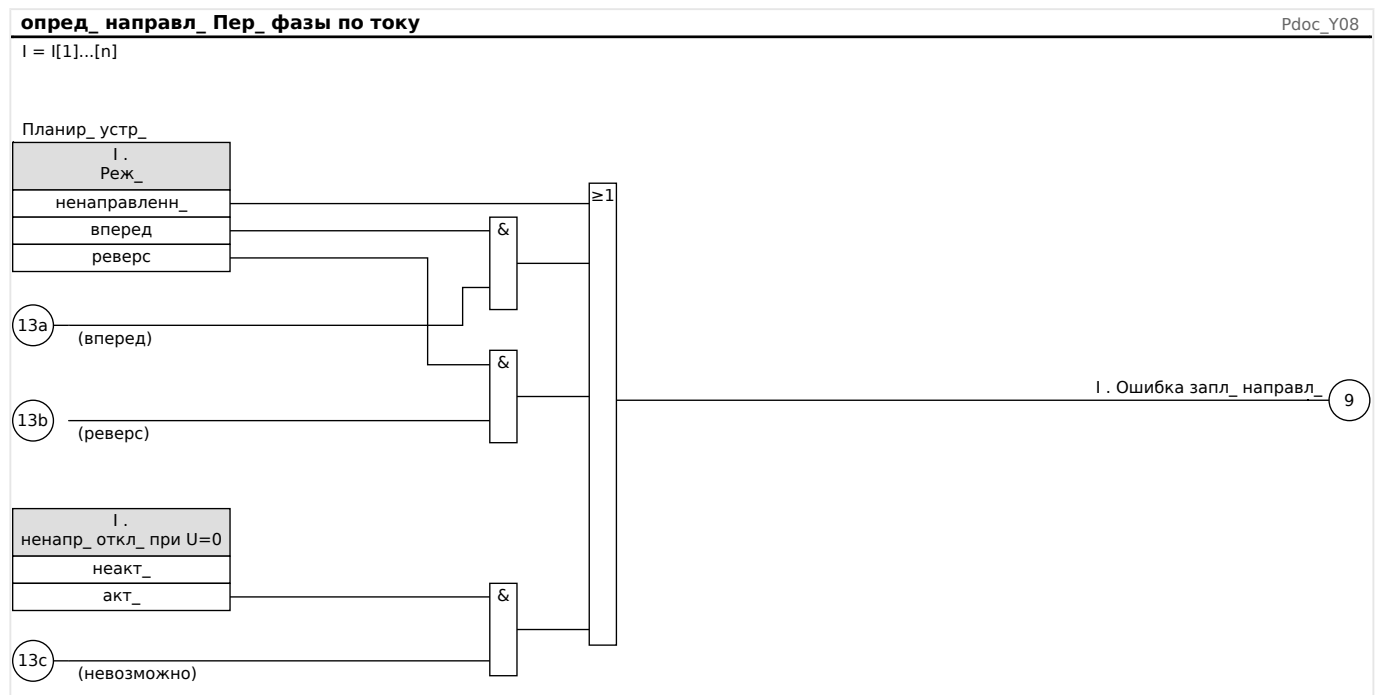 опред_ направл_ Пер_ фазы по току
Pdoc_Y08
I = I[1]...[n]
Планир_ устр_
I .
Реж_
ненаправленн_
вперед
реверс
≥1
&
13a
(вперед)
&
I . Ошибка запл_ направл_
9
13b
(реверс)
I .
ненапр_ откл_ при U=0
неакт_
акт_
&
13c
(невозможно)